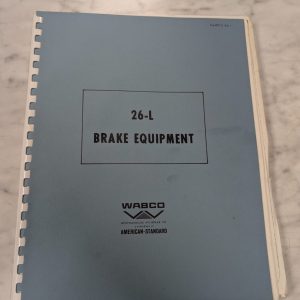 26-L
BRAKE EQUIPMENT
WABCO
AMERICAN-STANDARD